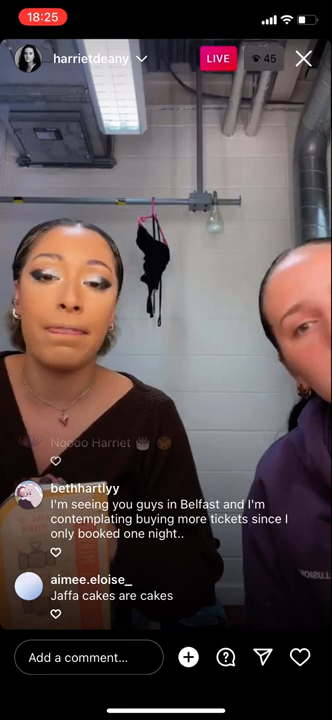 18:25
harrietdeany
LIVE
45
Noooo Harriet
bethhartlyy
I'm seeing you guys in Belfast and I'm
contemplating buying more tickets since I
only booked one night..
aimee.eloise_
Jaffa cakes are cakes
Add a comment...